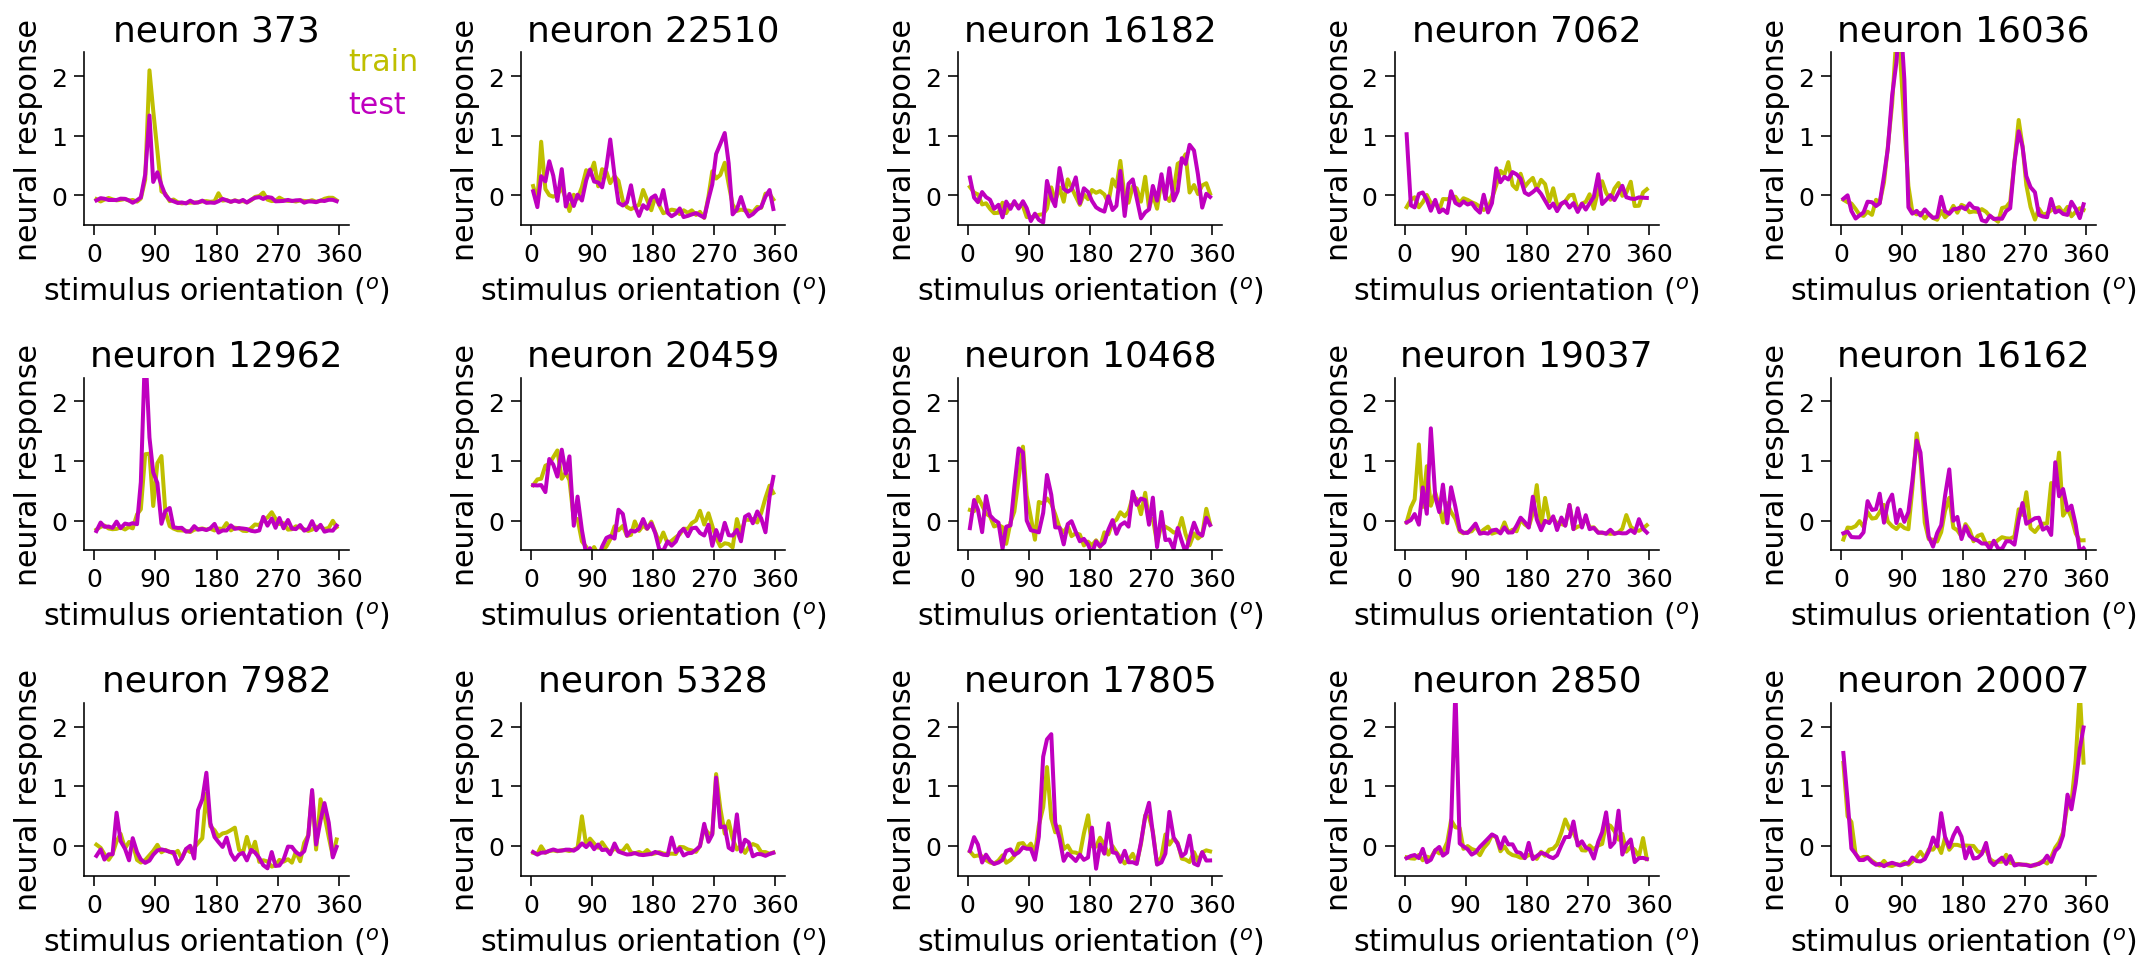 neuron 373
train
test
neural response
2
1
0
0 90 180 270 360
stimulus orientation (o)
neuron 22510
neural response
0 90 180 270 360
stimulus orientation (o)
neuron 16182
neural response
2
1
0
0 90 180 270 360
stimulus orientation (o)
neuron 7062
neural response
2
1
0
0 90 180 270 360
stimulus orientation (o)
neuron 16036
neural response
2
1
0
0 90 180 270 360
stimulus orientation (o)
neuron 12962
neural response
2
1
0
0 90 180 270 360
stimulus orientation (o)
neuron 20459
neural response
2
1
0
0 90 180 270 360
stimulus orientation (o)
neuron 10468
neural response
2
1
0
0 90 180 270 360
stimulus orientation (o)
neuron 19037
neural response
2
1
0
0 90 180 270 360
stimulus orientation (o)
neuron 16162
neural response
2
1
0
0 90 180 270 360
stimulus orientation (o)
neuron 7982
neural response
2
1
0
0 90 180 270 360
stimulus orientation (o)
neuron 5328
neural response
2
1
0
0 90 180 270 360
stimulus orientation (o)
neuron 17805
neural response
2
1
0
0 90 180 270 360
stimulus orientation (o)
neuron 2850
neural response
2
1
0
0 90 180 270 360
stimulus orientation (o)
neuron 20007
neural response
2
1
0
0 90 180 270 360
stimulus orientation (o)